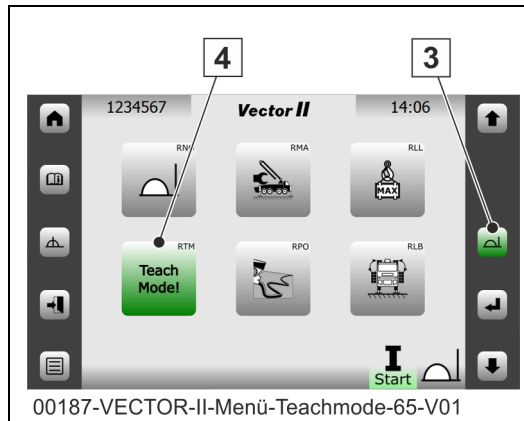 4 3
1234567 Vector II 14:06
RMA RLL
MAX
RTM RPO RLB
Teach
Mode!
I
Start
00187-VECTOR-II-Menü-Teachmode-65-V01